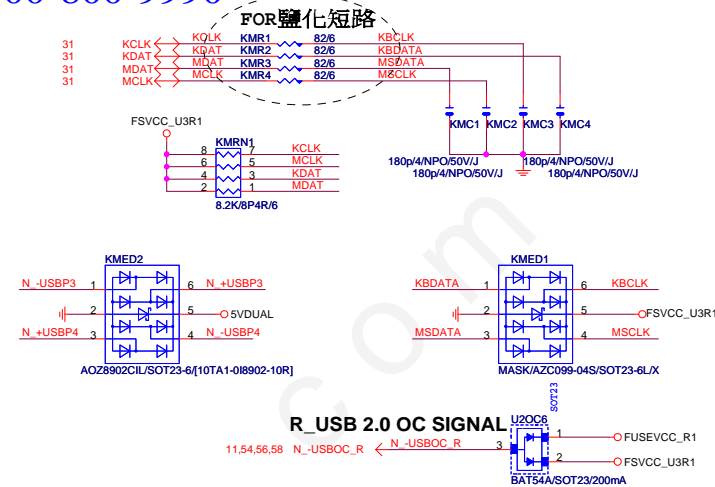 FOR鹽化短路
31 KCLK KCLK KMR1 82/6 KBCLK
31 KDAT KDAT KMR2 82/6 KBDATA
31 MDAT MDAT KMR3 82/6 MSDATA
31 MCLK MCLK KMR4 82/6 MSCLK
KMC1 KMC2 KMC3 KMC4
180p/4/NPO/50V/J 180p/4/NPO/50V/J
180p/4/NPO/50V/J 180p/4/NPO/50V/J
FSVCC_U3R1
KMRN1
8 7 KCLK
6 5 MCLK
4 3 KDAT
2 1 MDAT
8.2K/8P4R/6
KMED2
N_-USBP3 1 6 N_+USBP3
2 5 5VDUAL
N_+USBP4 3 4 N_-USBP4
AOZ8902CIL/SOT23-6/[10TA1-0I8902-10R]
KMED1
KBDATA 1 6 KBCLK
2 5 FSVCC_U3R1
MSDATA 3 4 MSCLK
MASK/AZC099-04S/SOT23-6L/X
SOT23
R_USB 2.0 OC SIGNAL
U2OC6
11,54,56,58 N_-USBOC_R N_-USBOC_R 3
1 FUSEVCC_R1
2 FSVCC_U3R1
BAT54A/SOT23/200mA
com